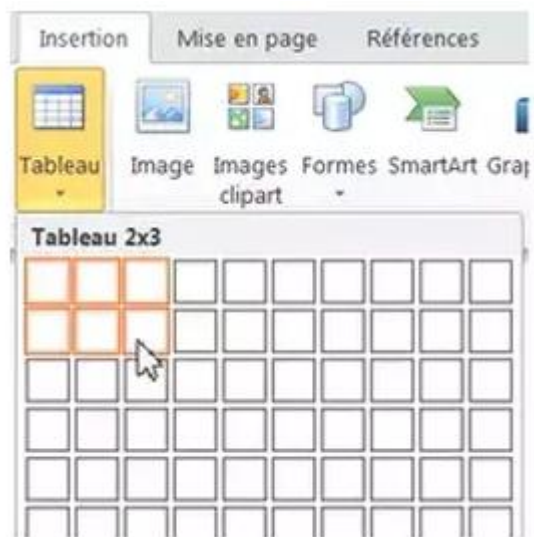 Insertion Mise en page Références
Tableau Image Images clipart Formes SmartArt
Tableau 2x3